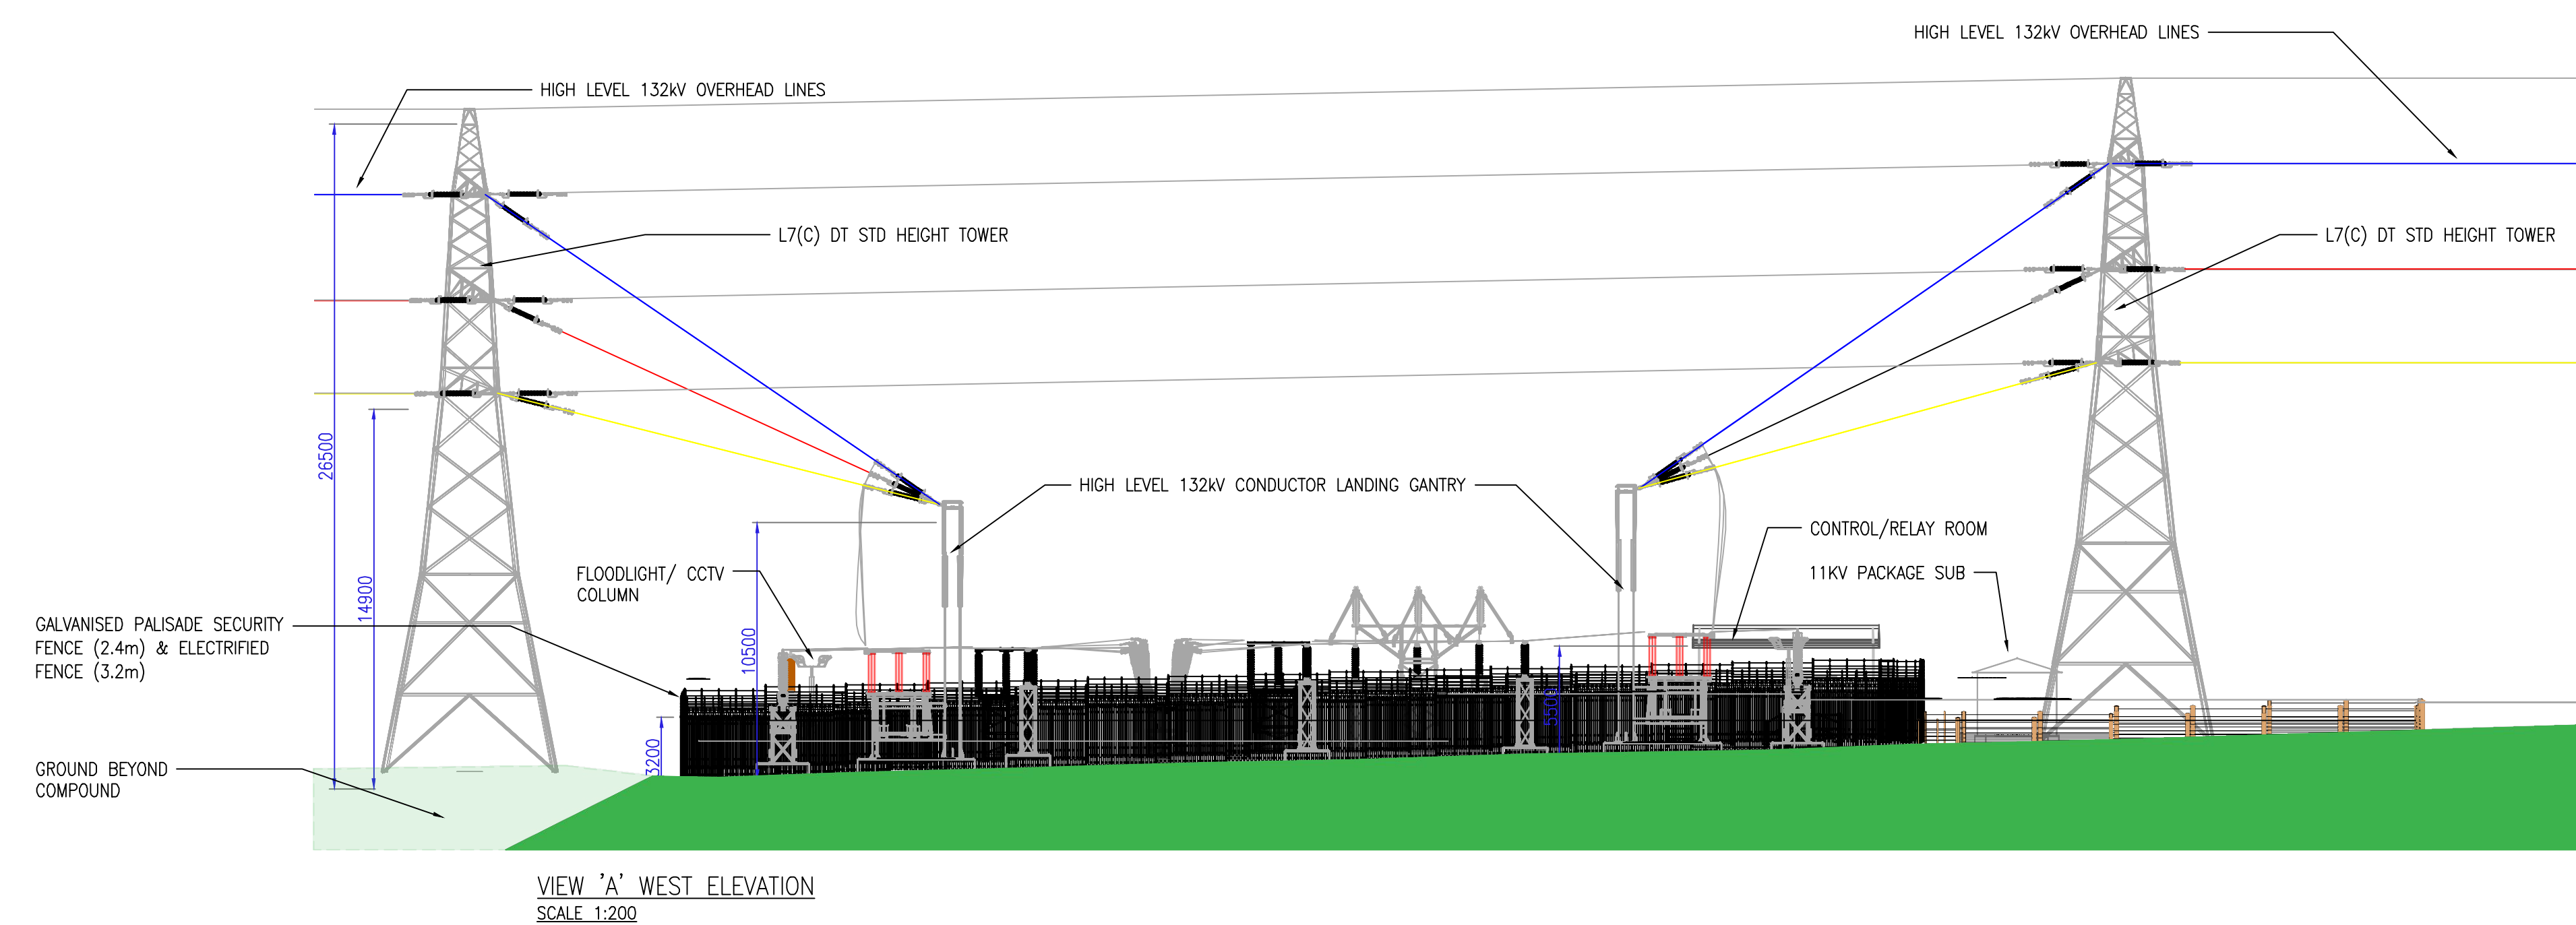 HIGH LEVEL 132kV OVERHEAD LINES
HIGH LEVEL 132kV OVERHEAD LINES
L7(C) DT STD HEIGHT TOWER
L7(C) DT STD HEIGHT TOWER
26500
14900
HIGH LEVEL 132kV CONDUCTOR LANDING GANTRY
CONTROL/RELAY ROOM
11KV PACKAGE SUB
FLOODLIGHT/ CCTV
COLUMN
10500
5500
3200
GALVANISED PALISADE SECURITY
FENCE (2.4m) & ELECTRIFIED
FENCE (3.2m)
GROUND BEYOND
COMPOUND
VIEW 'A' WEST ELEVATION
SCALE 1:200